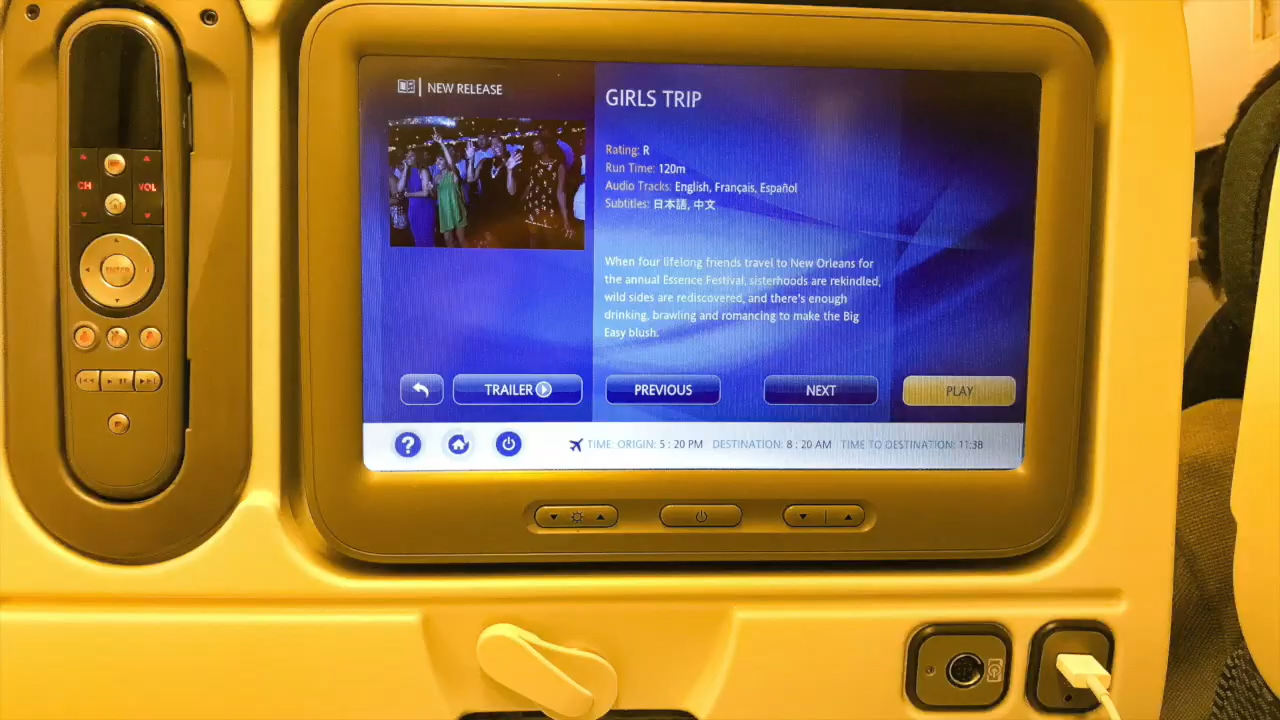 NEW RELEASE
GIRLS TRIP
Rating: R
Run Time: 120m
Audio Tracks: English, Français, Español
Subtitles: 日本語, 中文
When four lifelong friends travel to New Orleans for
the annual Essence Festival, sisterhoods are rekindled,
wild sides are rediscovered, and there's enough
drinking, brawling and romancing to make the Big
Easy blush.
TRAILER
PREVIOUS
NEXT
PLAY
?
TIME: ORIGIN: 5 : 20 PM DESTINATION: 8 : 20 AM TIME TO DESTINATION: 11:38
CH
VOL
ENTER